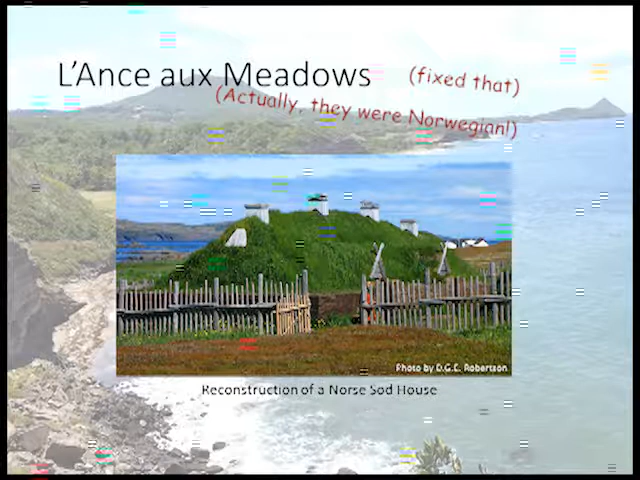 L'Ance aux Meadows
(fixed that)
(Actually, they were Norwegian!)
Photo by D.G.E. Robertson
Reconstruction of a Norse Sod House